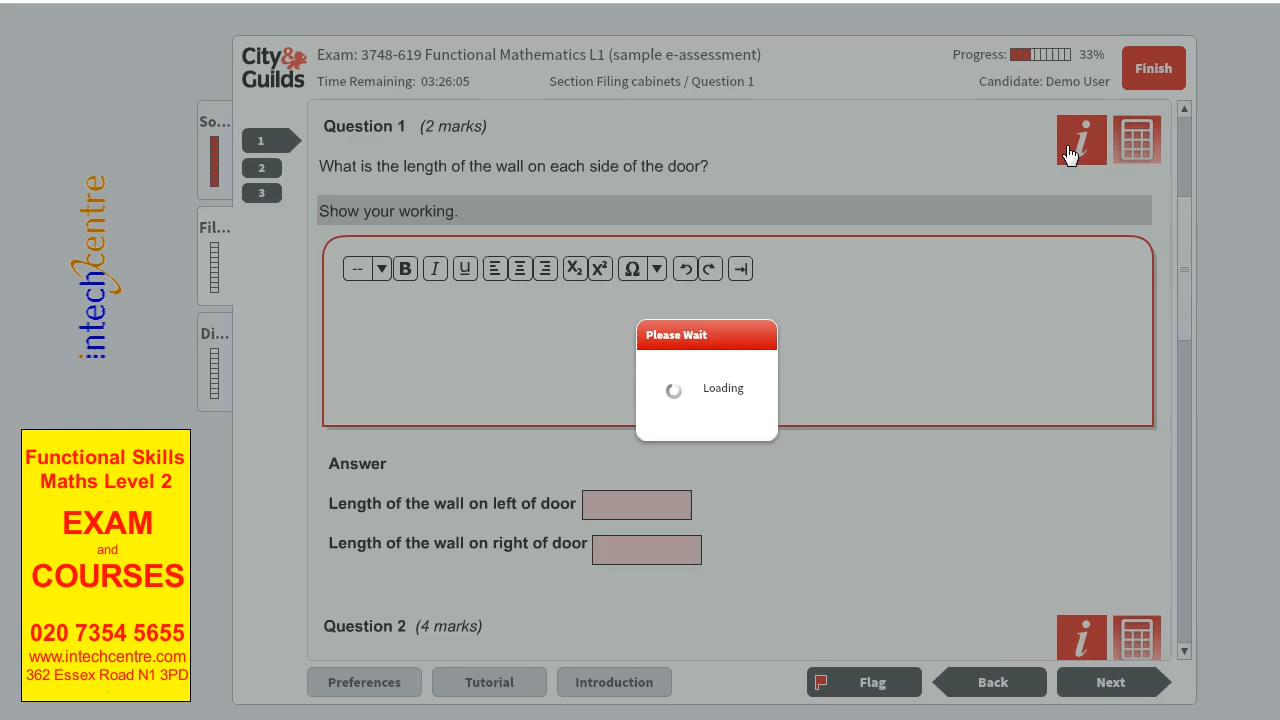 City&
Guilds
Exam: 3748-619 Functional Mathematics L1 (sample e-assessment)
Progress: 33%
Finish
Time Remaining: 03:26:05
Section Filing cabinets / Question 1
Candidate: Demo User
So...
Fil...
Di...
1
2
3
Question 1 (2 marks)
i
What is the length of the wall on each side of the door?
Show your working.
-- B I U X₂ X² Ω
Please Wait
Loading
Answer
Length of the wall on left of door
Length of the wall on right of door
Question 2 (4 marks)
i
Preferences
Tutorial
Introduction
Flag
Back
Next
intechcentre
Functional Skills
Maths Level 2
EXAM
and
COURSES
020 7354 5655
www.intechcentre.com
362 Essex Road N1 3PD